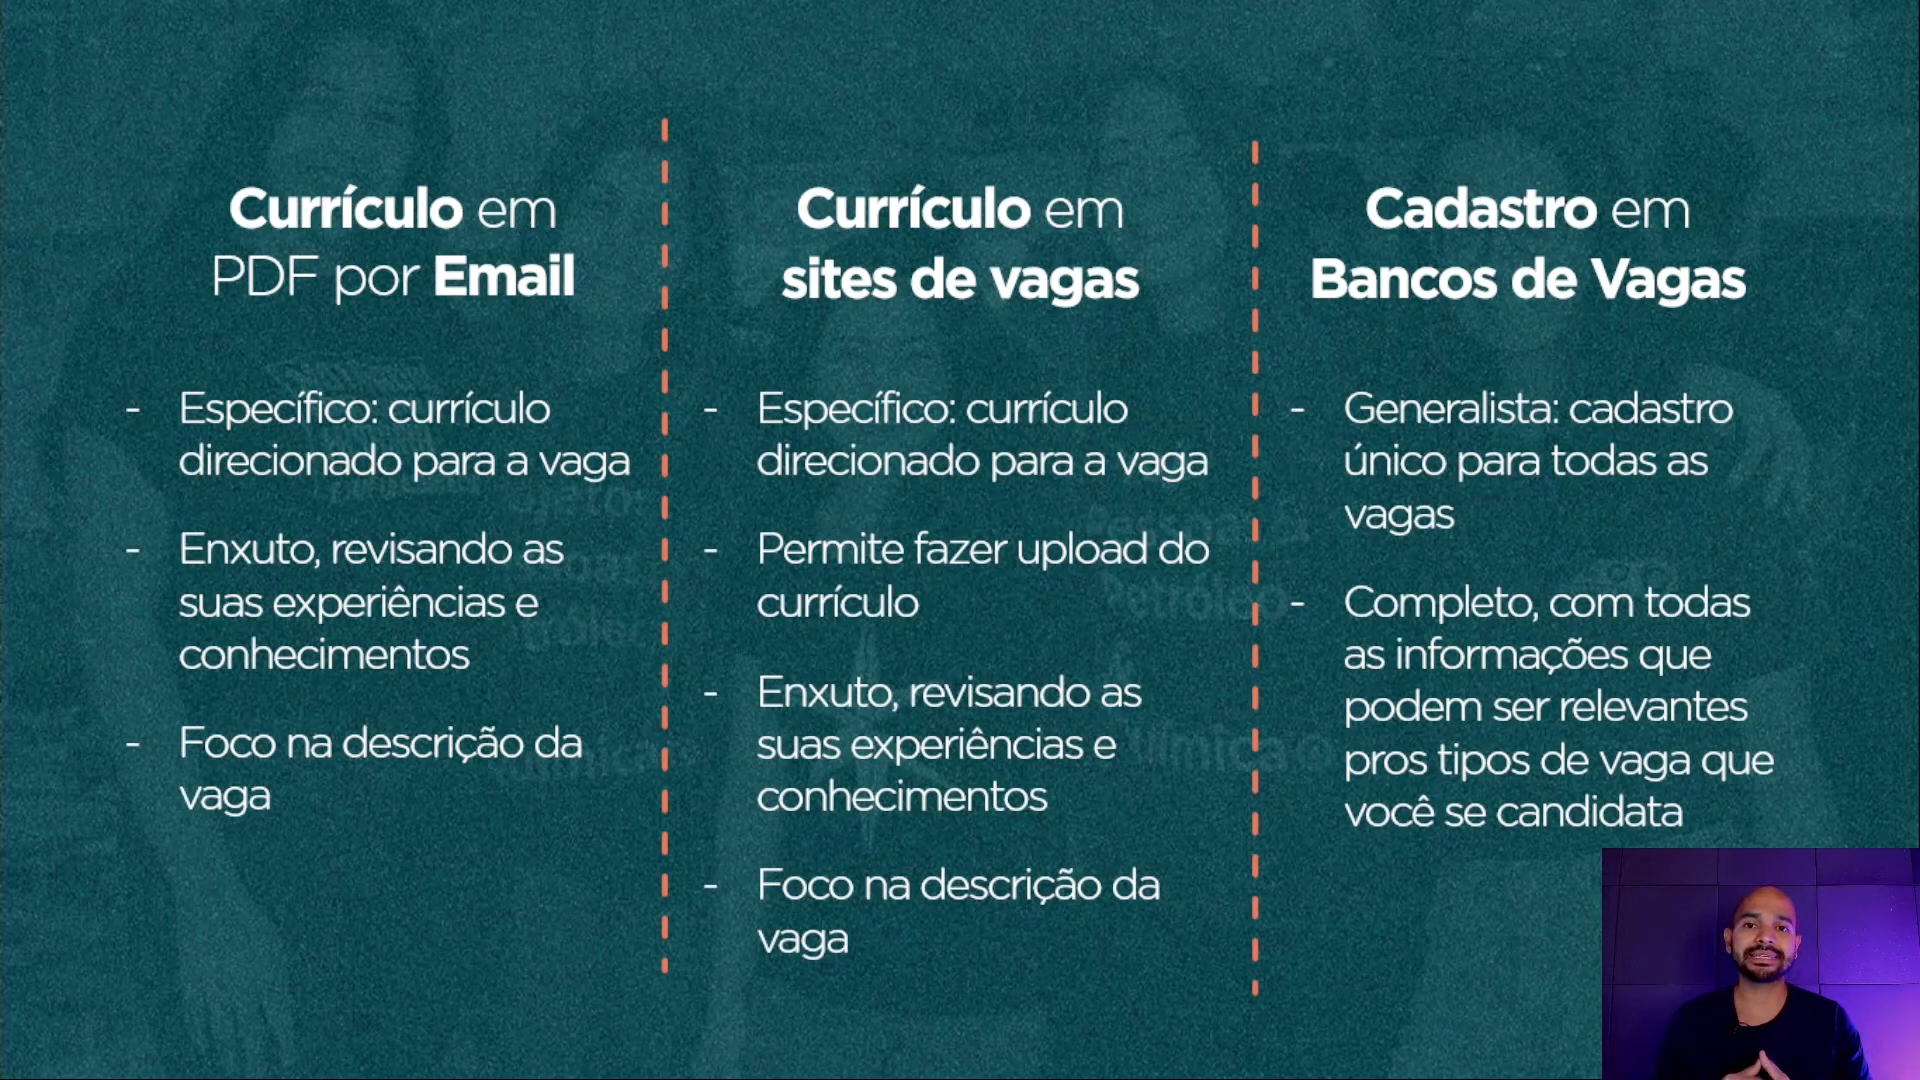 Currículo em
PDF por Email
- Específico: currículo
direcionado para a vaga
- Enxuto, revisando as
suas experiências e
conhecimentos
- Foco na descrição da
vaga
Currículo em
sites de vagas
- Específico: currículo
direcionado para a vaga
- Permite fazer upload do
currículo
- Enxuto, revisando as
suas experiências e
conhecimentos
- Foco na descrição da
vaga
Cadastro em
Bancos de Vagas
- Generalista: cadastro
único para todas as
vagas
- Completo, com todas
as informações que
podem ser relevantes
pros tipos de vaga que
você se candidata